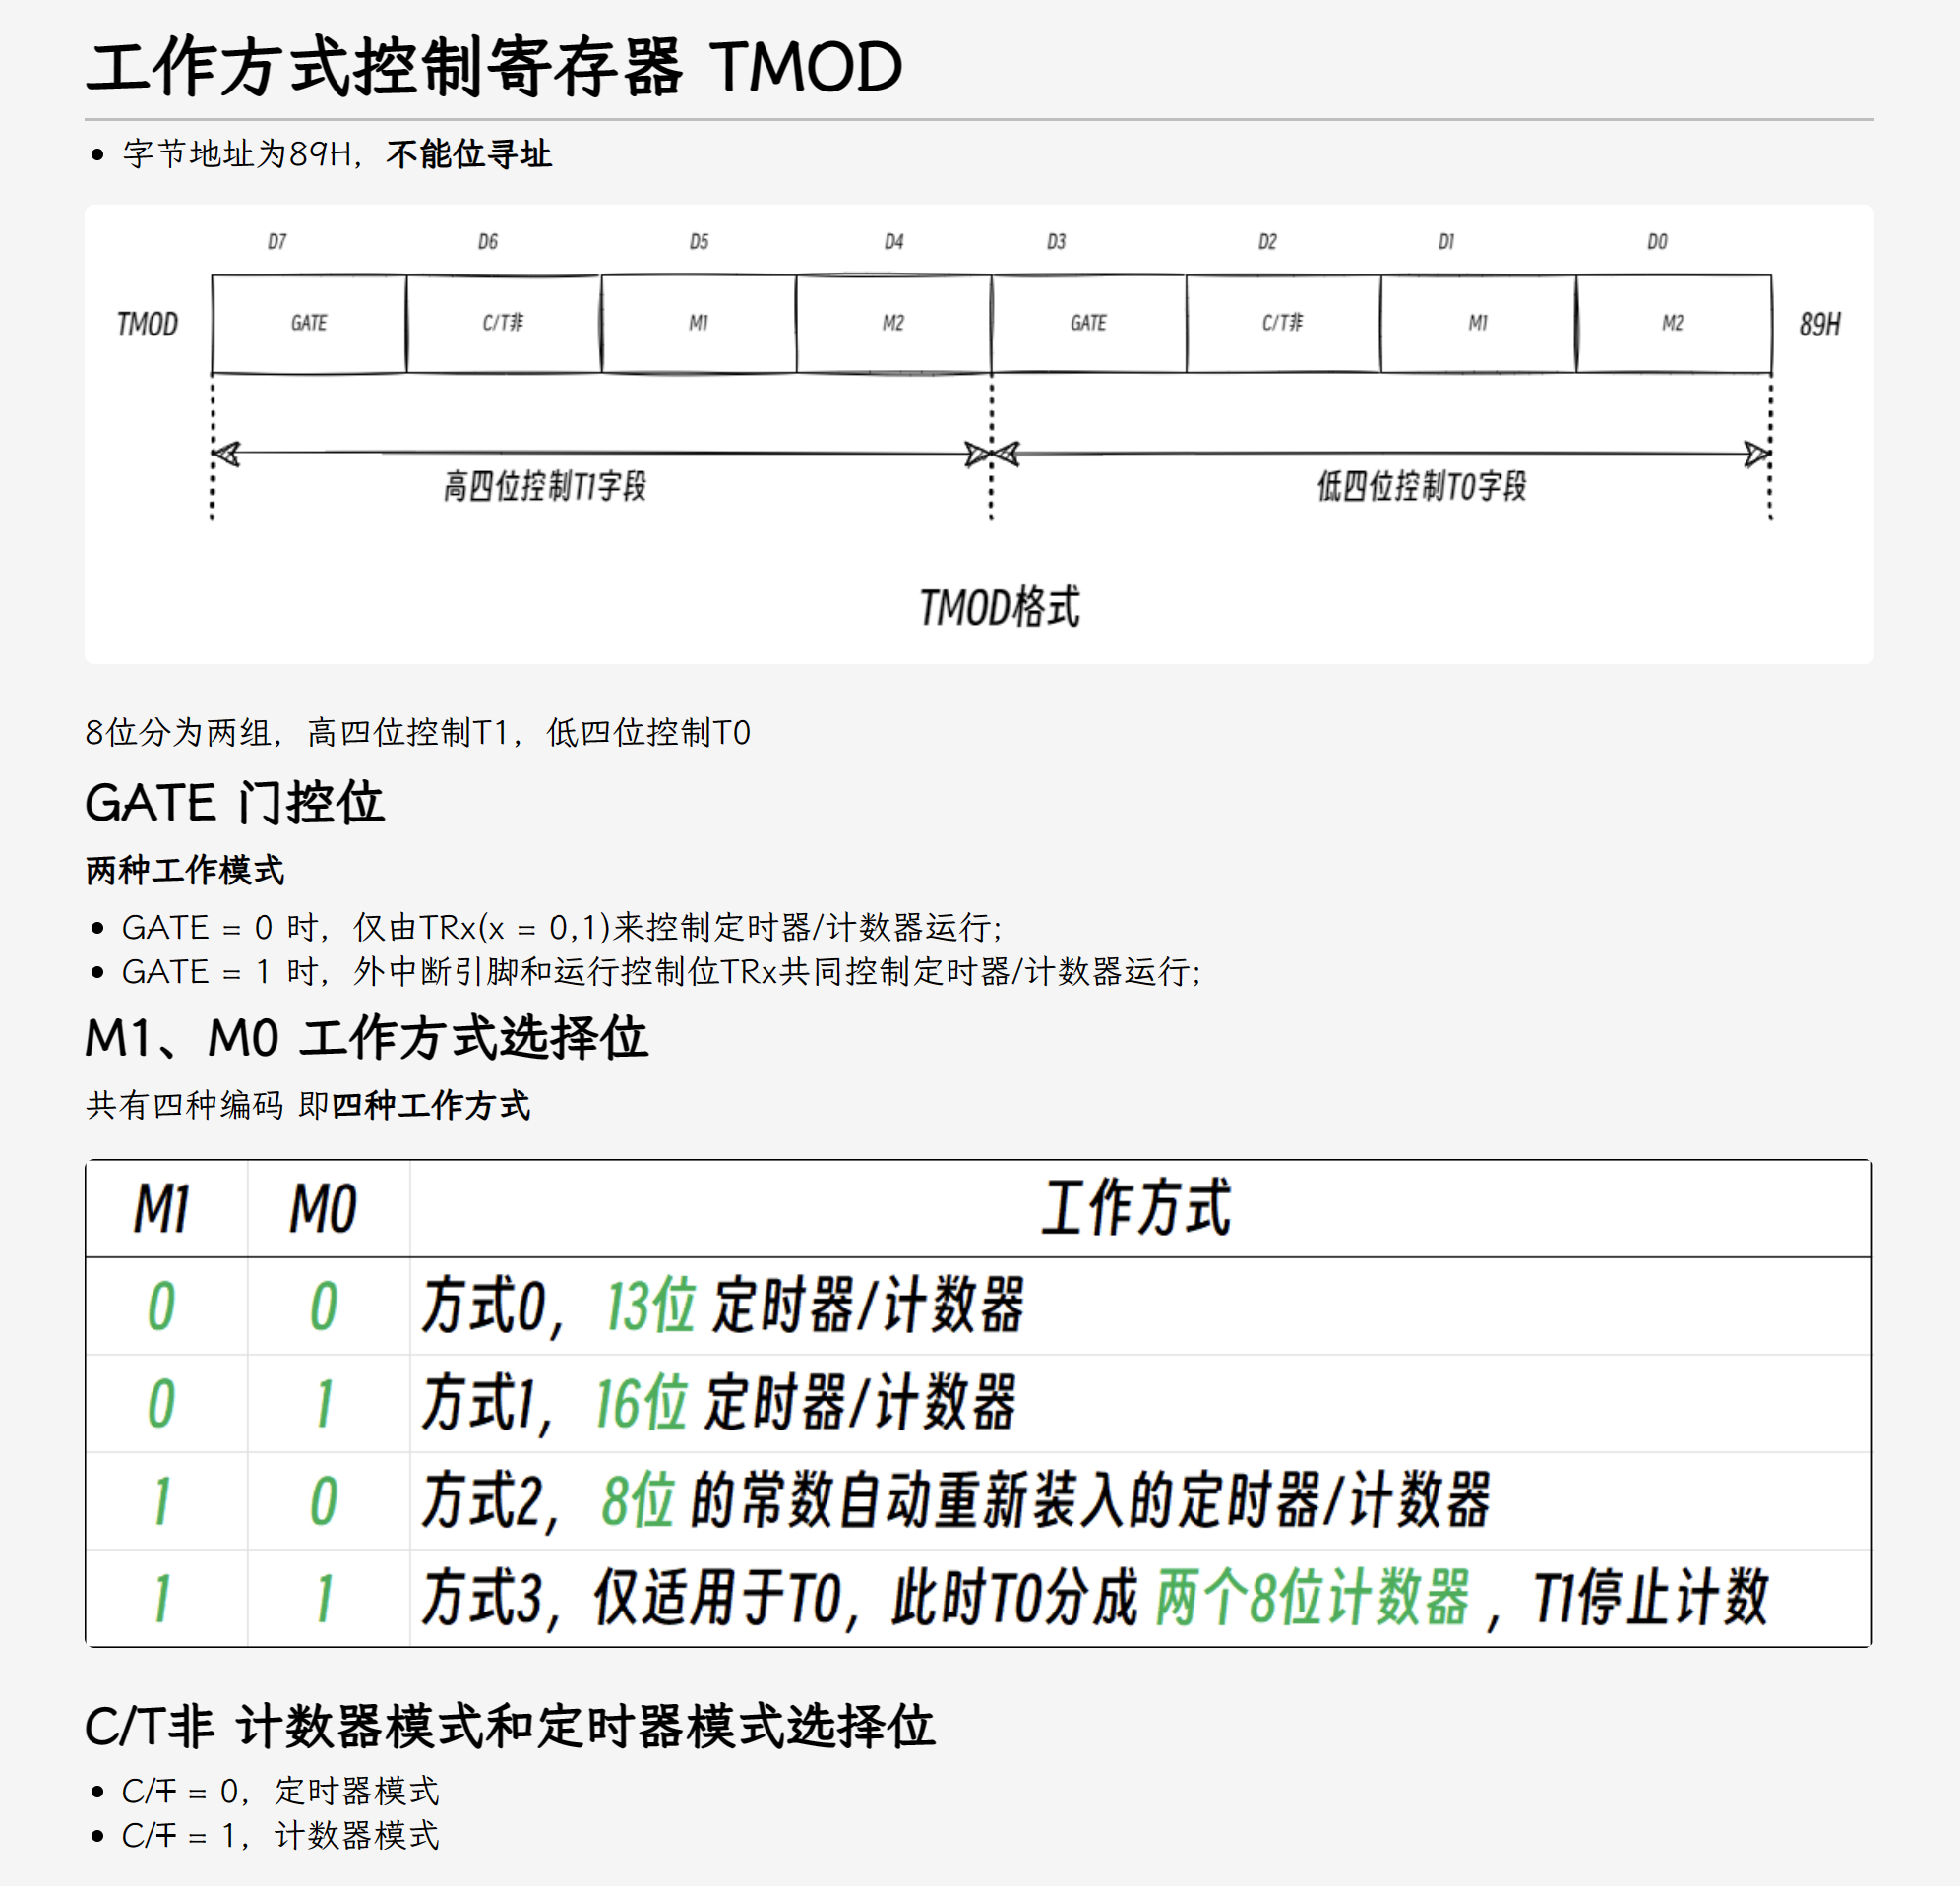 工作方式控制寄存器 TMOD
字节地址为89H，不能位寻址
D7 D6 D5 D4 D3 D2 D1 D0
TMOD GATE C/T非 M1 M2 GATE C/T非 M1 M2 89H
高四位控制T1字段 低四位控制T0字段
TMOD格式
8位分为两组，高四位控制T1，低四位控制T0
GATE 门控位
两种工作模式
GATE = 0 时，仅由TRx(x = 0,1)来控制定时器/计数器运行;
GATE = 1 时，外中断引脚和运行控制位TRx共同控制定时器/计数器运行;
M1、M0 工作方式选择位
共有四种编码 即四种工作方式
M1 M0 工作方式
0 0 方式0，13位 定时器/计数器
0 1 方式1，16位 定时器/计数器
1 0 方式2，8位 的常数自动重新装入的定时器/计数器
1 1 方式3，仅适用于T0，此时T0分成 两个8位计数器，T1停止计数
C/T非 计数器模式和定时器模式选择位
C/T = 0，定时器模式
C/T = 1，计数器模式